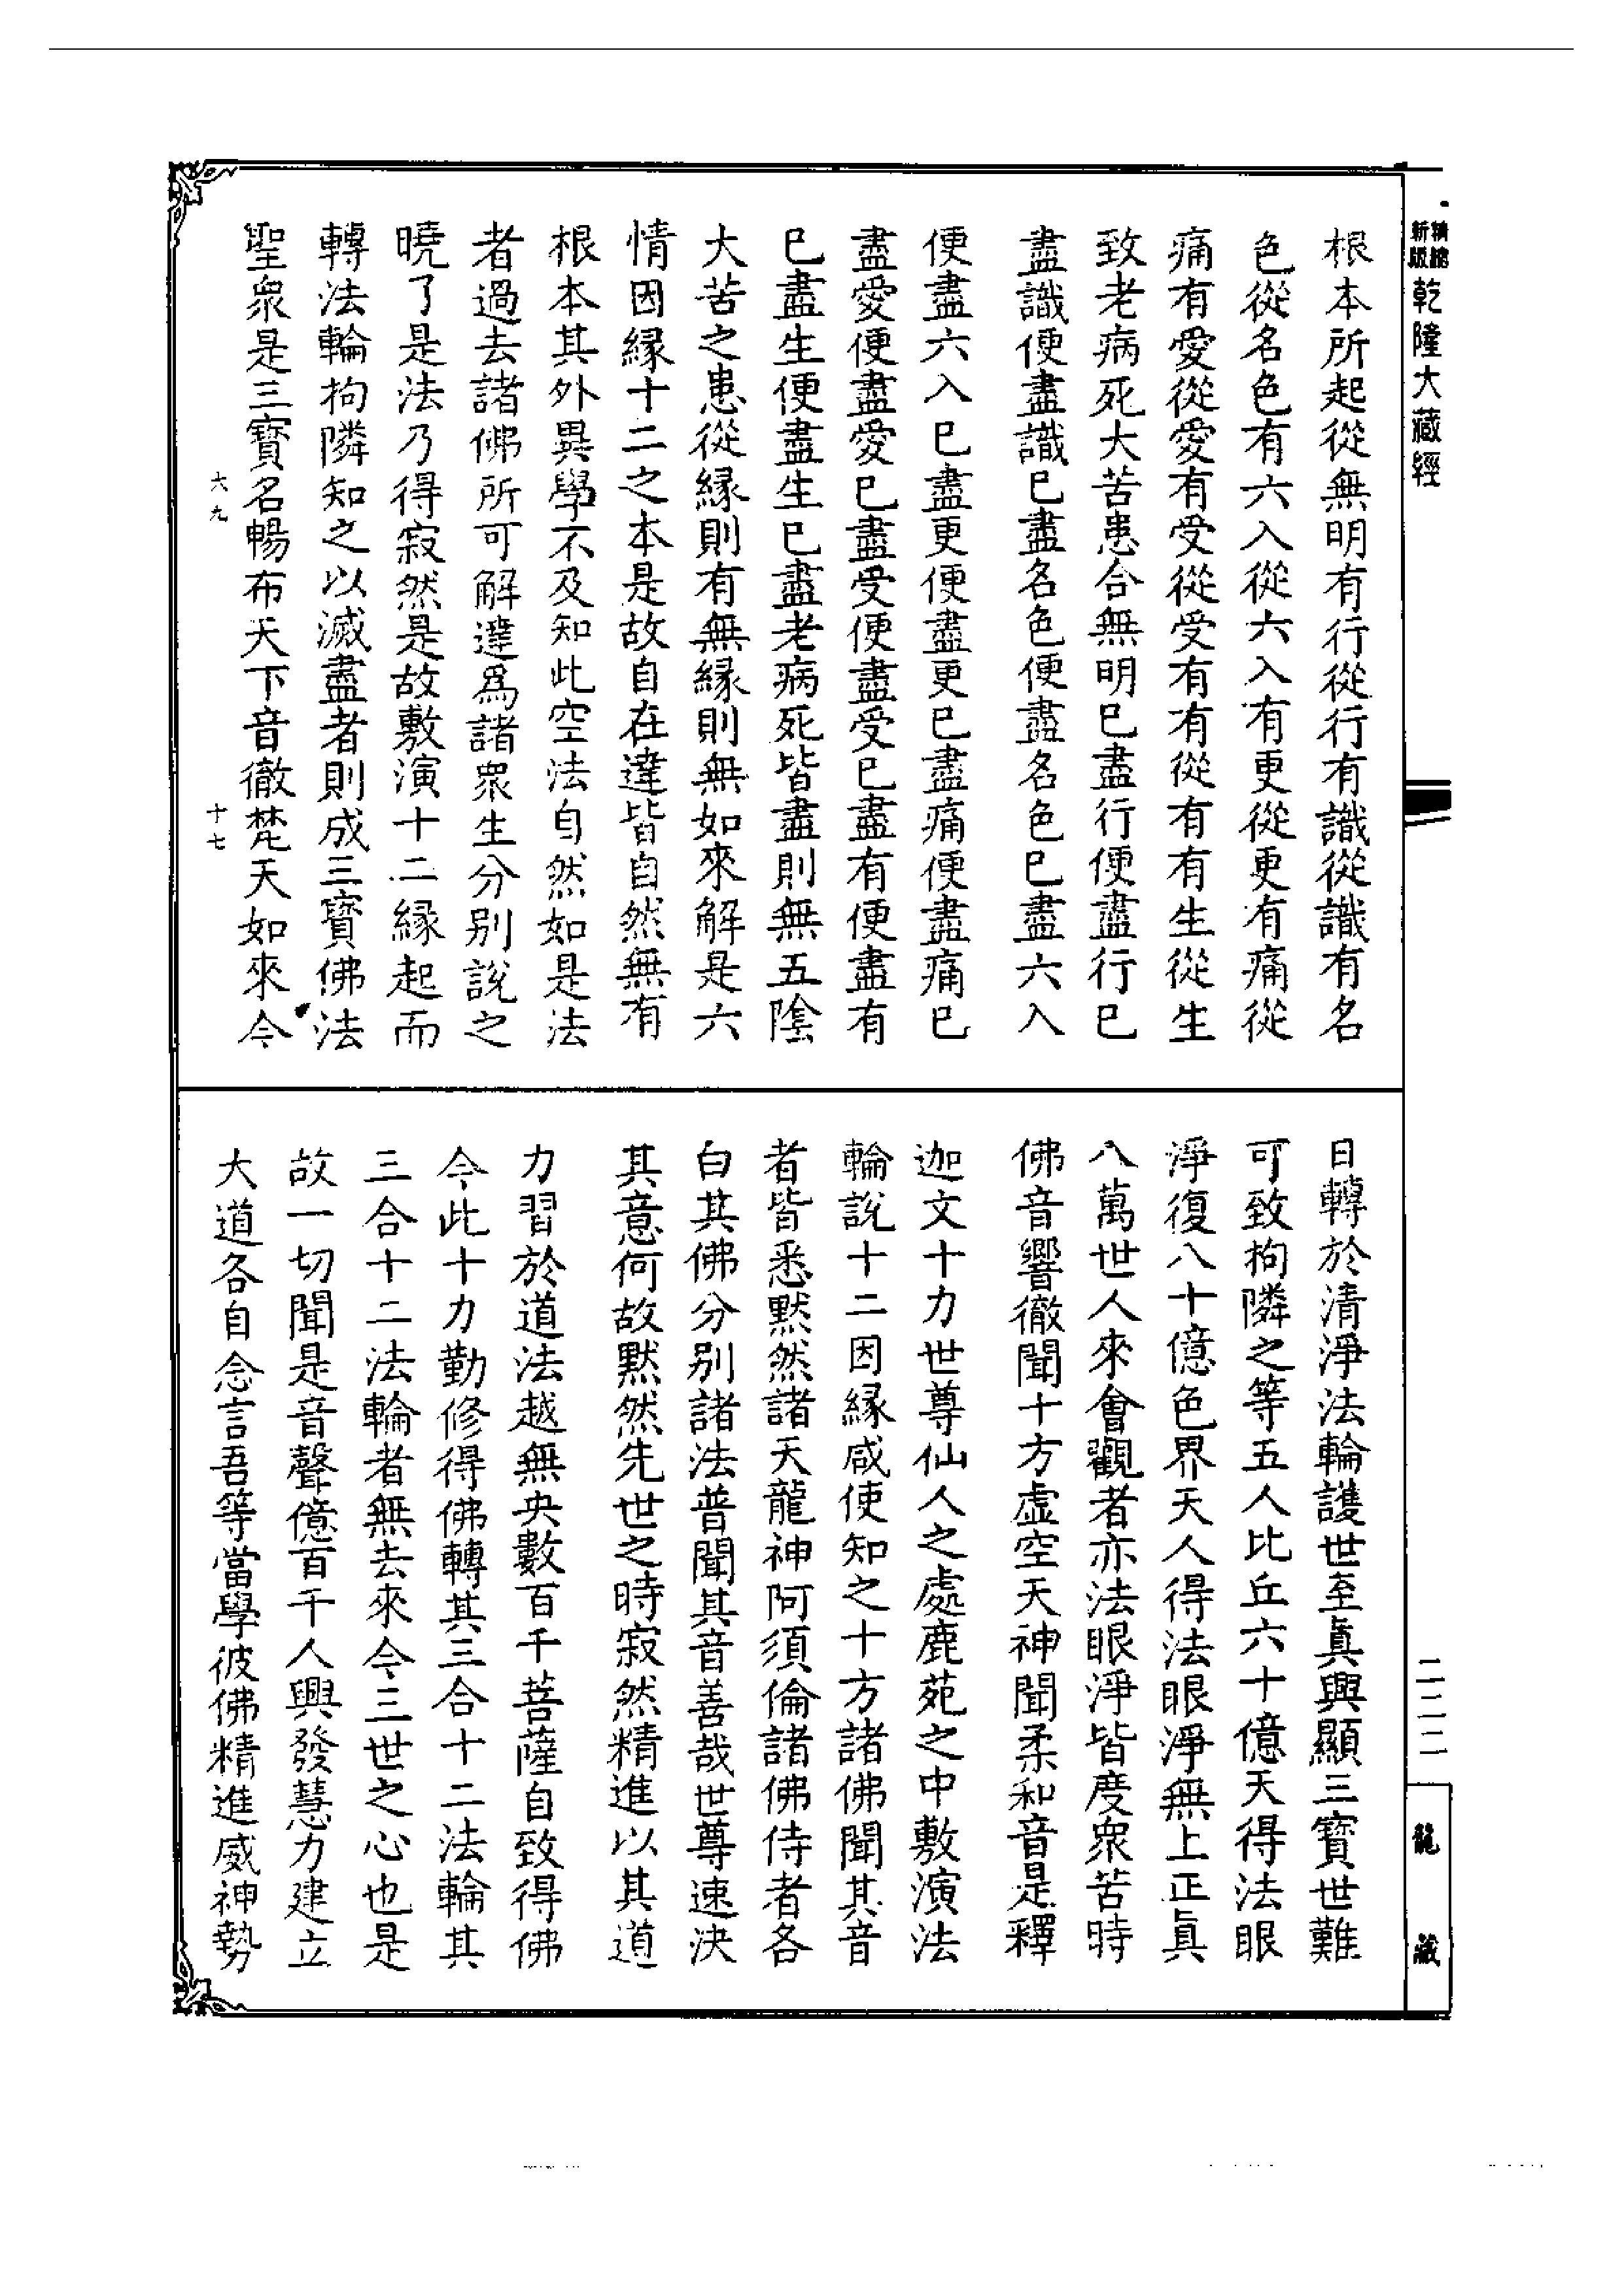 新版精縮乾隆大藏經
根本所起從無明有行從行有識從識有名
色從名色有六入從六入有更從更有痛從
痛有愛從愛有受從受有有從有有生從生
致老病死大苦患合無明已盡行便盡行已
盡識便盡識已盡名色便盡名色已盡六入
便盡六入已盡更便盡更已盡痛便盡痛已
盡愛便盡愛已盡受便盡受已盡有便盡有
已盡生便盡生已盡老病死皆盡則無五陰
大苦之患從緣則有無緣則無如來解是六
情因緣十二之本是故自在達皆自然無有
根本其外異學不及知此空法自然如是法
者過去諸佛所可解達爲諸衆生分別說之
曉了是法乃得寂然是故敷演十二緣起而
轉法輪拘隣知之以滅盡者則成三寶佛法
聖衆是三寶名暢布天下音徹梵天如來今
六九
十七
日轉於清淨法輪護世至眞興顯三寶世難
可致拘隣之等五人比丘六十億天得法眼
淨復八十億色界天人得法眼淨無上正眞
八萬世人來會觀者亦法眼淨皆度衆苦時
佛音響徹聞十方虛空天神聞柔和音是釋
迦文十力世尊仙人之處鹿苑之中敷演法
輪說十二因緣咸使知之十方諸佛聞其音
者皆悉默然諸天龍神阿須倫諸佛侍者各
白其佛分別諸法普聞其音善哉世尊速決
其意何故默然先世之時寂然精進以其道
力習於道法越無央數百千菩薩自致得佛
今此十力勤修得佛轉其三合十二法輪其
三合十二法輪者無去來今三世之心也是
故一切聞是音聲億百千人興發慧力建立
大道各自念言吾等當學彼佛精進威神勢
二二二
龍藏